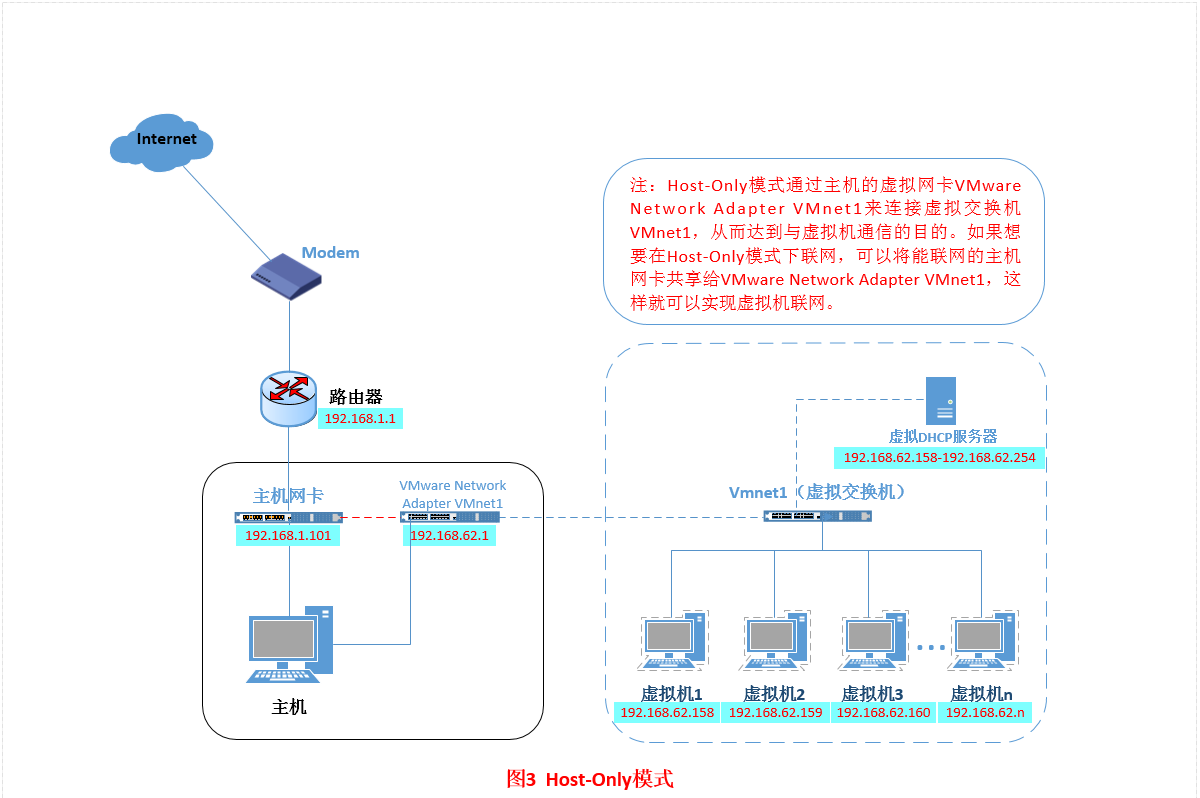 Internet
Modem
注：Host-Only模式通过主机的虚拟网卡VMware
Network Adapter VMnet1来连接虚拟交换机
VMnet1，从而达到与虚拟机通信的目的。如果想
要在Host-Only模式下联网，可以将能联网的主机
网卡共享给VMware Network Adapter VMnet1，这
样就可以实现虚拟机联网。
路由器
192.168.1.1
虚拟DHCP服务器
192.168.62.158-192.168.62.254
主机网卡
192.168.1.101
VMware Network
Adapter VMnet1
192.168.62.1
Vmnet1（虚拟交换机）
主机
虚拟机1
192.168.62.158
虚拟机2
192.168.62.159
虚拟机3
192.168.62.160
虚拟机n
192.168.62.n
图3 Host-Only模式